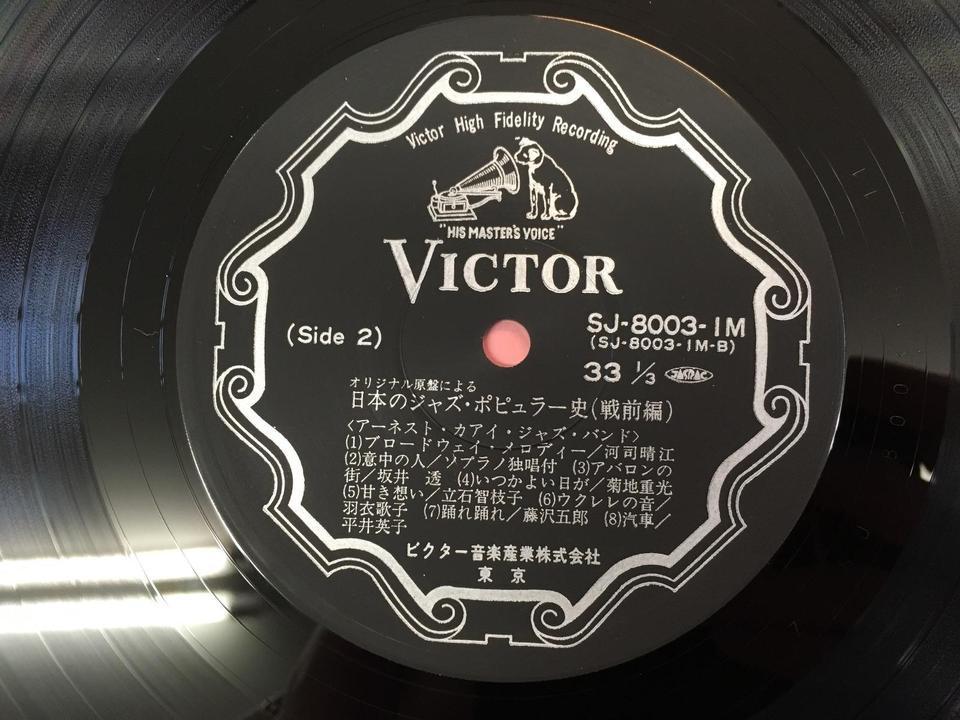 Victor High Fidelity Recording
"HIS MASTER'S VOICE"
VICTOR
(Side 2)
SJ-8003-1M
(SJ-8003-1M-B)
33 1/3 JASRAC
オリジナル原盤による
日本のジャズ・ポピュラー史(戦前編)
〈アーネスト・カアイ・ジャズ・バンド〉
(1)ブロードウェイ・メロディー/河司晴江
(2)意中の人/ソプラノ独唱付 (3)アバロンの
街/坂井 透 (4)いつかよい日が/菊地重光
(5)甘き想い/立石智枝子 (6)ウクレレの音/
羽衣歌子 (7)踊れ踊れ/藤沢五郎 (8)汽車/
平井英子
ビクター音楽産業株式会社
東京